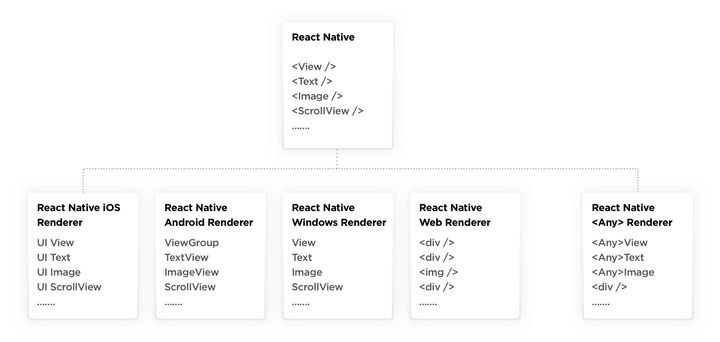 React Native
<View />
<Text />
<Image />
<ScrollView />
.......
React Native iOS
Renderer
UI View
UI Text
UI Image
UI ScrollView
.......
React Native
Android Renderer
ViewGroup
TextView
ImageView
ScrollView
.......
React Native
Windows Renderer
View
Text
Image
ScrollView
.......
React Native
Web Renderer
<div />
<div />
<img />
<div />
.......
React Native
<Any> Renderer
<Any>View
<Any>Text
<Any>Image
<div />
.......